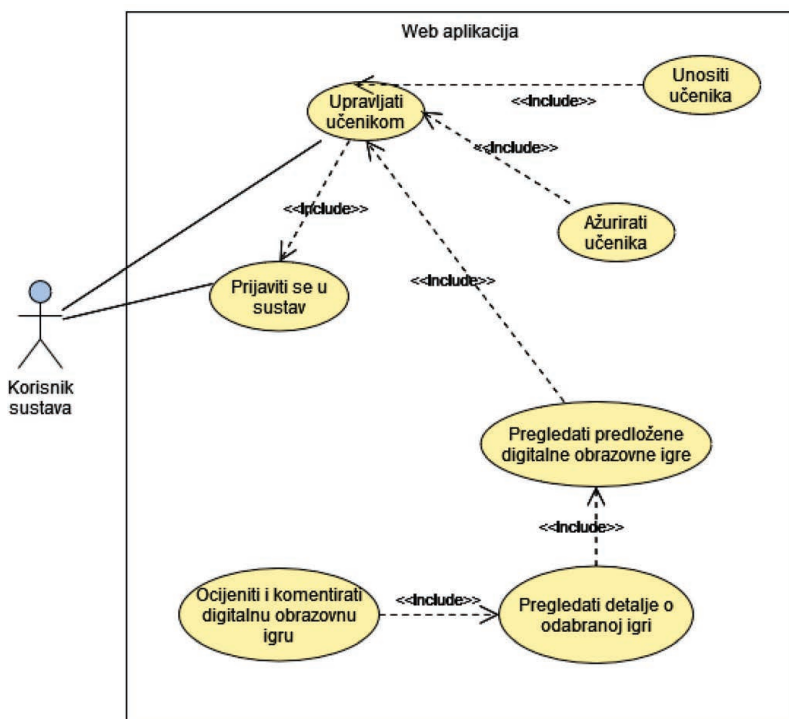 Web aplikacija
Upravljati
učenikom
Unositi
učenika
<<Include>>
<<Include>>
Ažurirati
učenika
<<Include>>
Prijaviti se u
sustav
<<Include>>
Korisnik
sustava
Pregledati predložene
digitalne obrazovne igre
<<Include>>
Ocijeniti i komentirati
digitalnu obrazovnu
igru
<<Include>>
Pregledati detalje o
odabranoj igri